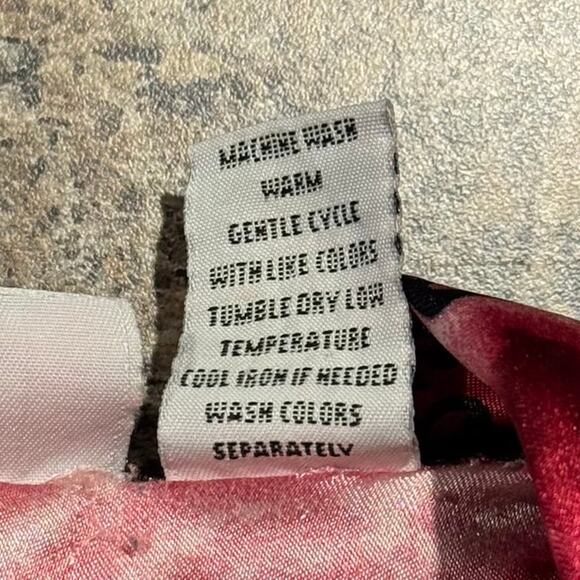 MACHINE WASH
WARM
GENTLE CYCLE
WITH LIKE COLORS
TUMBLE DRY LOW
TEMPERATURE
COOL IRON IF NEEDED
WASH COLORS
SEPARATELY